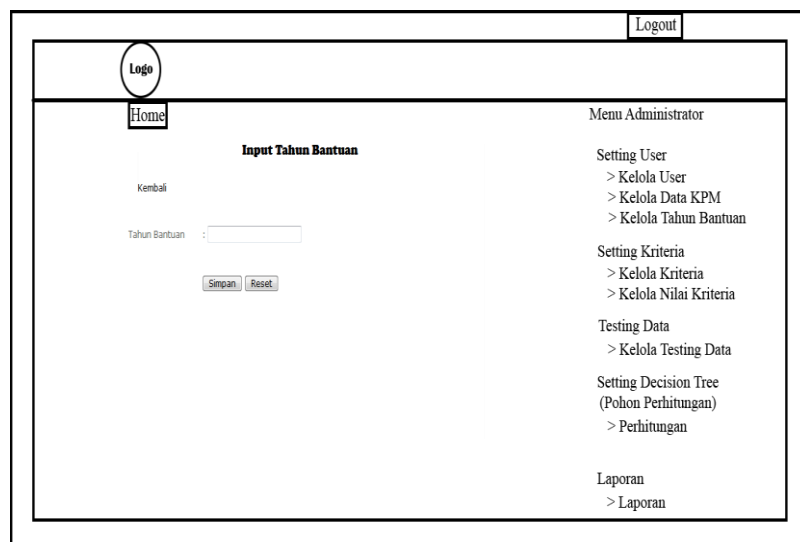 Logout
Logo
Home
Input Tahun Bantuan
Kembali
Tahun Bantuan :
Simpan Reset
Menu Administrator
Setting User
> Kelola User
> Kelola Data KPM
> Kelola Tahun Bantuan
Setting Kriteria
> Kelola Kriteria
> Kelola Nilai Kriteria
Testing Data
> Kelola Testing Data
Setting Decision Tree
(Pohon Perhitungan)
> Perhitungan
Laporan
> Laporan